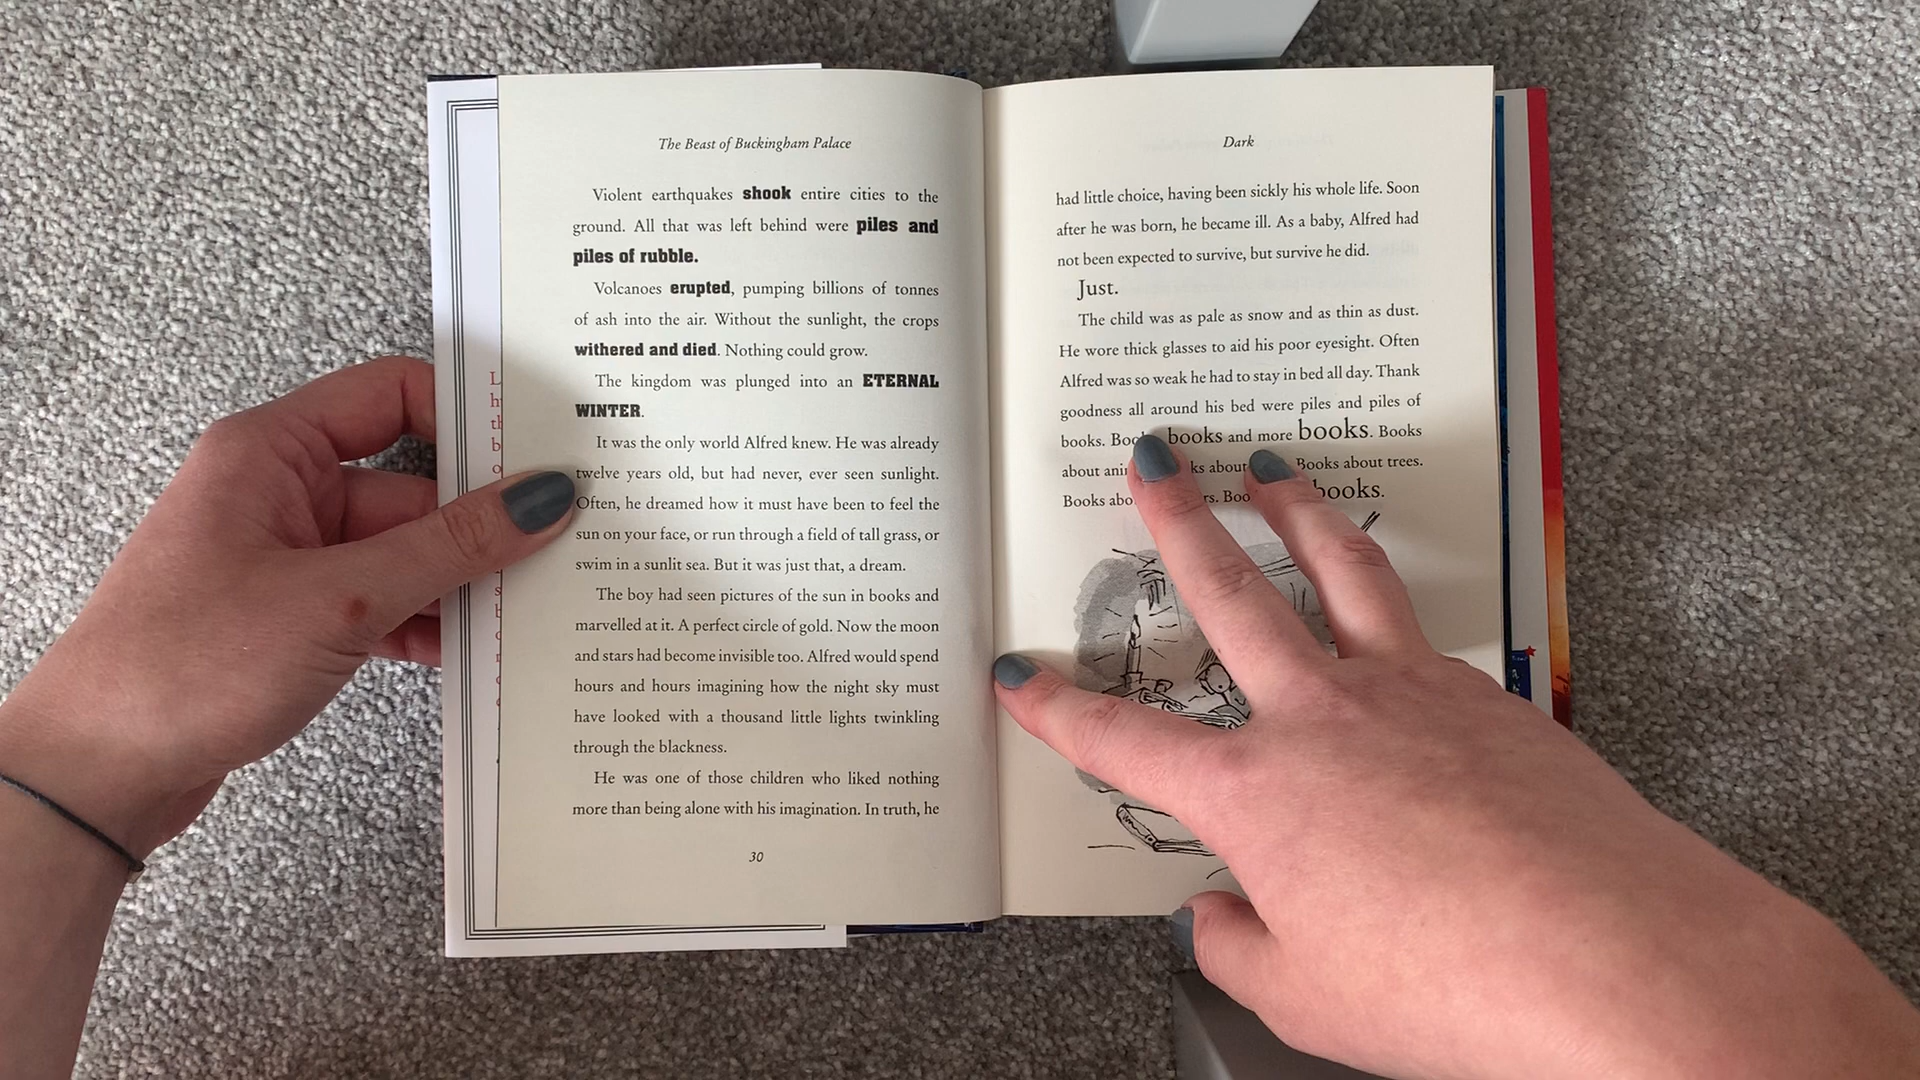 The Beast of Buckingham Palace
Violent earthquakes shook entire cities to the
ground. All that was left behind were piles and
piles of rubble.
Volcanoes erupted, pumping billions of tonnes
of ash into the air. Without the sunlight, the crops
withered and died. Nothing could grow.
The kingdom was plunged into an ETERNAL
WINTER.
It was the only world Alfred knew. He was already
twelve years old, but had never, ever seen sunlight.
Often, he dreamed how it must have been to feel the
sun on your face, or run through a field of tall grass, or
swim in a sunlit sea. But it was just that, a dream.
The boy had seen pictures of the sun in books and
marvelled at it. A perfect circle of gold. Now the moon
and stars had become invisible too. Alfred would spend
hours and hours imagining how the night sky must
have looked with a thousand little lights twinkling
through the blackness.
He was one of those children who liked nothing
more than being alone with his imagination. In truth, he
30
Dark
had little choice, having been sickly his whole life. Soon
after he was born, he became ill. As a baby, Alfred had
not been expected to survive, but survive he did.
Just.
The child was as pale as snow and as thin as dust.
He wore thick glasses to aid his poor eyesight. Often
Alfred was so weak he had to stay in bed all day. Thank
goodness all around his bed were piles and piles of
books. books and more books. Books
about about Books about trees.
Books books.